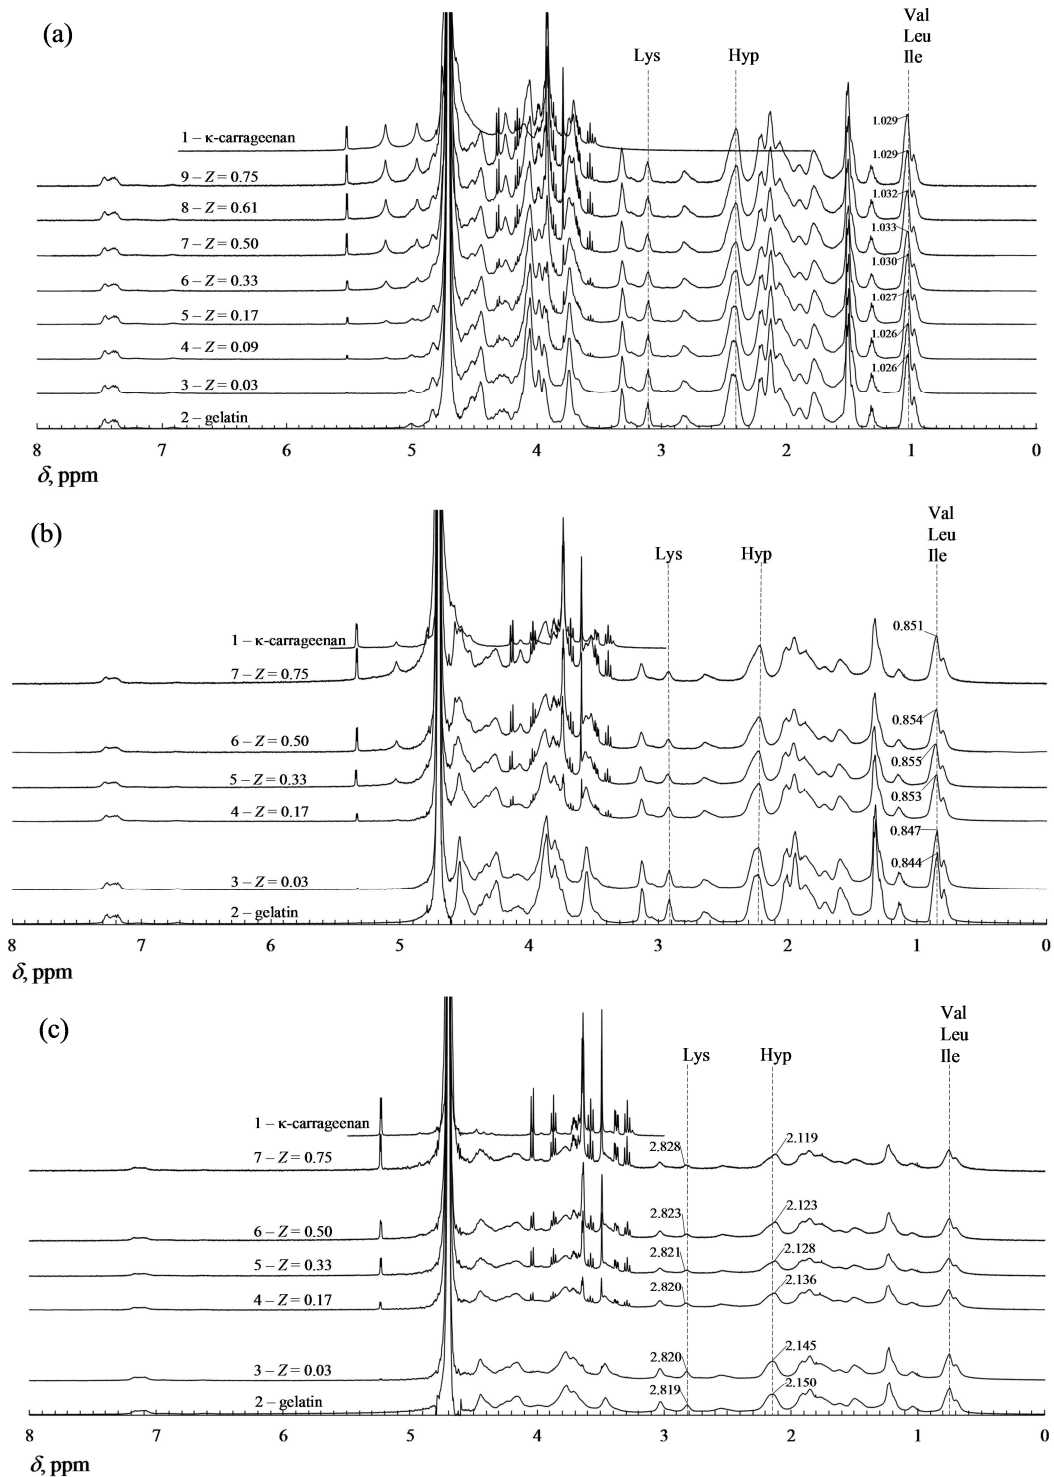 (a)
Val
Leu
Ile
Lys
Hyp
1 – κ-carrageenan
1.029
9 – Z = 0.75
1.029
8 – Z = 0.61
1.032
7 – Z = 0.50
1.033
6 – Z = 0.33
1.030
5 – Z = 0.17
1.027
4 – Z = 0.09
1.026
3 – Z = 0.03
1.026
2 – gelatin
8 7 6 5 4 3 2 1 0
δ, ppm
(b)
Val
Leu
Ile
Lys
Hyp
1 – κ-carrageenan
0.851
7 – Z = 0.75
0.854
6 – Z = 0.50
0.855
5 – Z = 0.33
0.853
4 – Z = 0.17
0.847
0.844
3 – Z = 0.03
2 – gelatin
8 7 6 5 4 3 2 1 0
δ, ppm
(c)
Val
Leu
Ile
Lys
Hyp
1 – κ-carrageenan
2.828 2.119
7 – Z = 0.75
2.823 2.123
6 – Z = 0.50
2.821 2.128
5 – Z = 0.33
2.820 2.136
4 – Z = 0.17
2.820 2.145
3 – Z = 0.03
2.819 2.150
2 – gelatin
8 7 6 5 4 3 2 1 0
δ, ppm